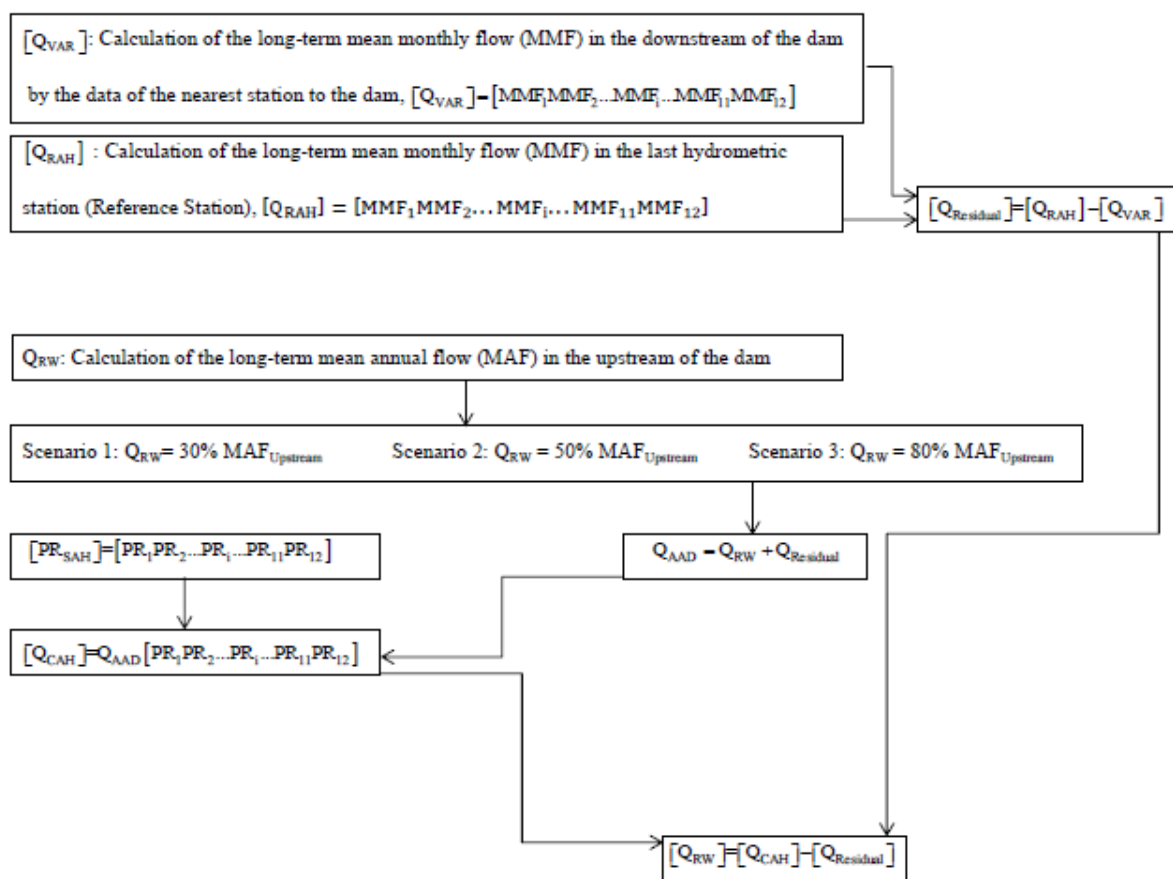 [Q_VAR]: Calculation of the long-term mean monthly flow (MMF) in the downstream of the dam
by the data of the nearest station to the dam, [Q_VAR]=[MMF₁MMF₂...MMFᵢ...MMF₁₁MMF₁₂]
[Q_RAH] : Calculation of the long-term mean monthly flow (MMF) in the last hydrometric
station (Reference Station), [Q_RAH] = [MMF₁MMF₂... MMFᵢ... MMF₁₁MMF₁₂]
[Q_Residual]=[Q_RAH]-[Q_VAR]
Q_RW: Calculation of the long-term mean annual flow (MAF) in the upstream of the dam
Scenario 1: Q_RW= 30% MAF_Upstream Scenario 2: Q_RW = 50% MAF_Upstream Scenario 3: Q_RW = 80% MAF_Upstream
[PR_SAH]=[PR₁PR₂...PRᵢ...PR₁₁PR₁₂]
Q_AAD = Q_RW + Q_Residual
[Q_CAH]=Q_AAD[PR₁PR₂...PRᵢ...PR₁₁PR₁₂]
[Q_RW]=[Q_CAH]-[Q_Residual]